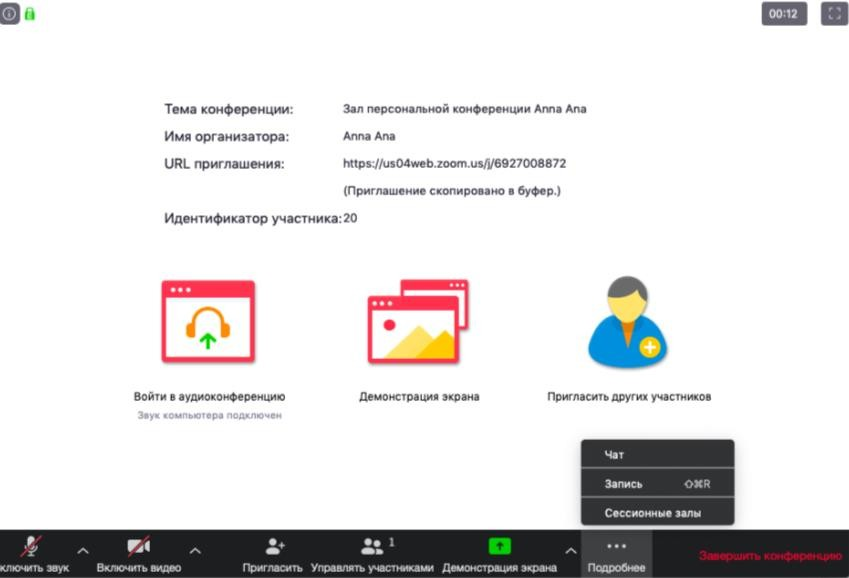 00:12
Тема конференции: Зал персональной конференции Anna Ana
Имя организатора: Anna Ana
URL приглашения: https://us04web.zoom.us/j/6927008872
(Приглашение скопировано в буфер.)
Идентификатор участника: 20
Войти в аудиоконференцию
Звук компьютера подключен
Демонстрация экрана
Пригласить других участников
Чат
Запись ⇧⌘R
Сессионные залы
ключить звук
Включить видео
Пригласить
1
Управлять участниками
Демонстрация экрана
Подробнее
Завершить конференцию